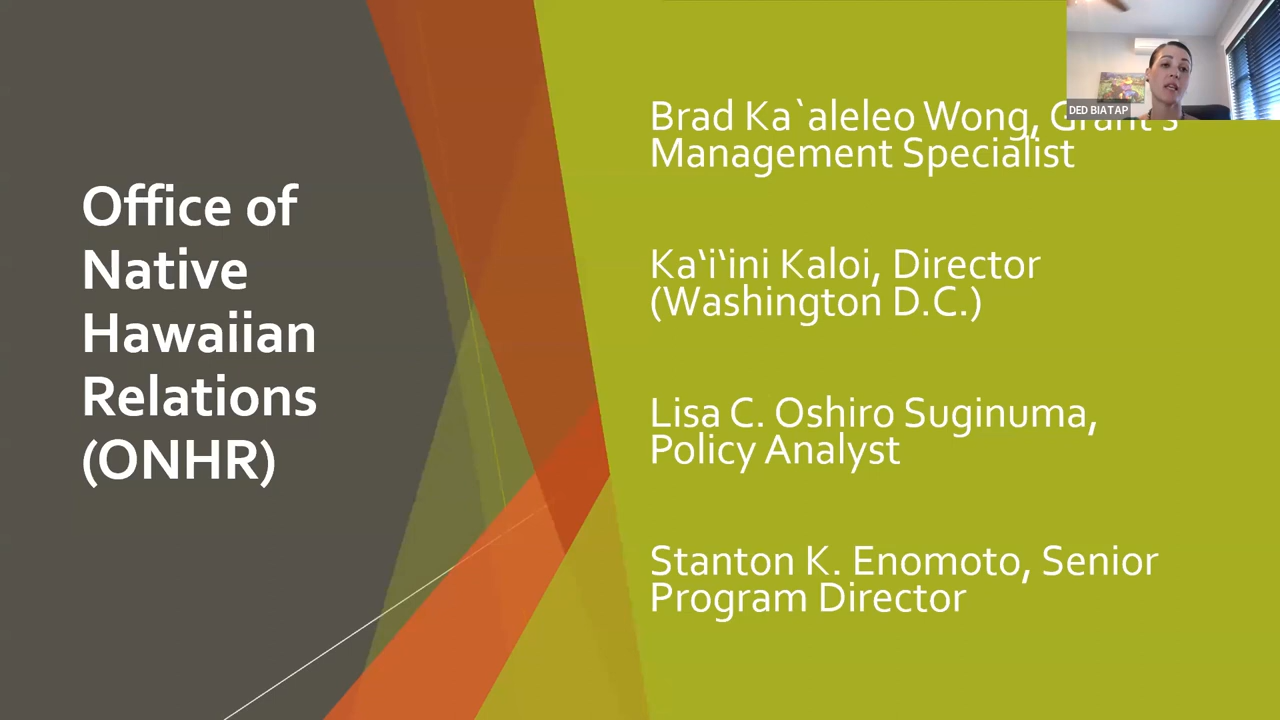 Office of
Native
Hawaiian
Relations
(ONHR)
Brad Ka`aleleo Wong, Grant's
Management Specialist
Ka‘i‘ini Kaloi, Director
(Washington D.C.)
Lisa C. Oshiro Suginuma,
Policy Analyst
Stanton K. Enomoto, Senior
Program Director
DED BIATAP